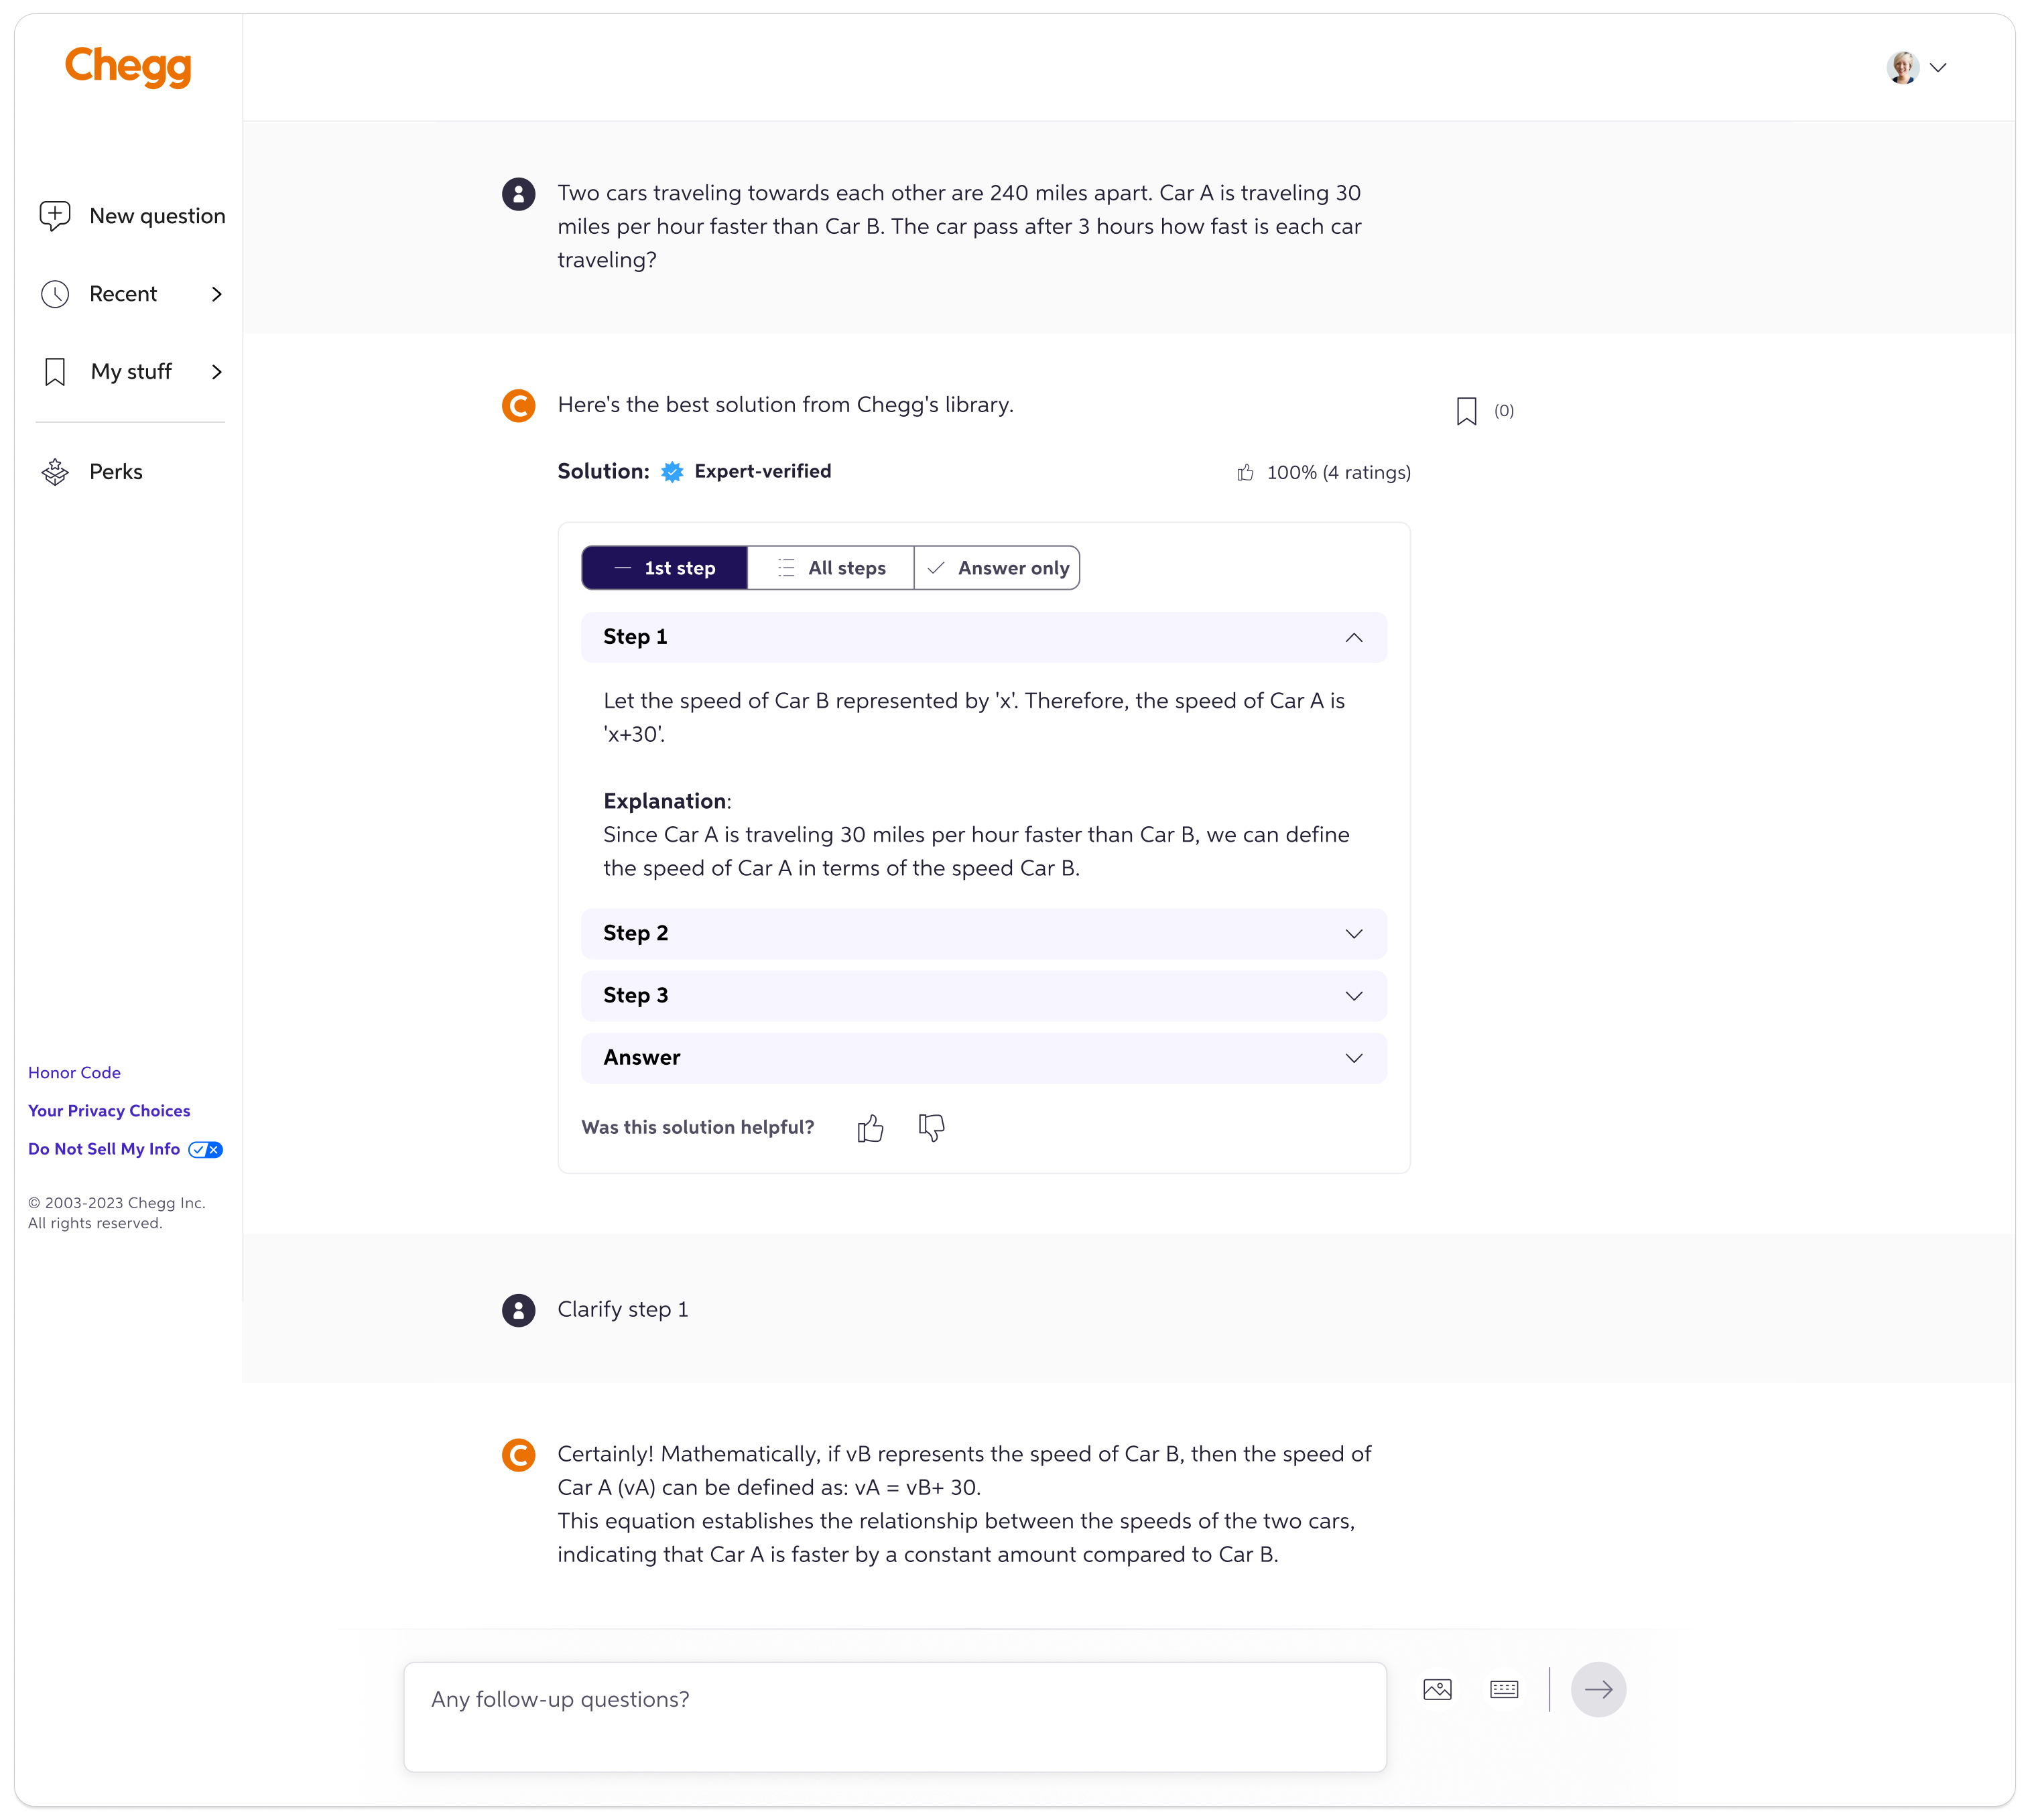 Chegg
New question
Recent
My stuff
Perks
Honor Code
Your Privacy Choices
Do Not Sell My Info
© 2003-2023 Chegg Inc.
All rights reserved.
Two cars traveling towards each other are 240 miles apart. Car A is traveling 30
miles per hour faster than Car B. The car pass after 3 hours how fast is each car
traveling?
Here's the best solution from Chegg's library.
(0)
Solution: Expert-verified
100% (4 ratings)
1st step
All steps
Answer only
Step 1
Let the speed of Car B represented by 'x'. Therefore, the speed of Car A is
'x+30'.
Explanation:
Since Car A is traveling 30 miles per hour faster than Car B, we can define
the speed of Car A in terms of the speed Car B.
Step 2
Step 3
Answer
Was this solution helpful?
Clarify step 1
Certainly! Mathematically, if vB represents the speed of Car B, then the speed of
Car A (vA) can be defined as: vA = vB+ 30.
This equation establishes the relationship between the speeds of the two cars,
indicating that Car A is faster by a constant amount compared to Car B.
Any follow-up questions?